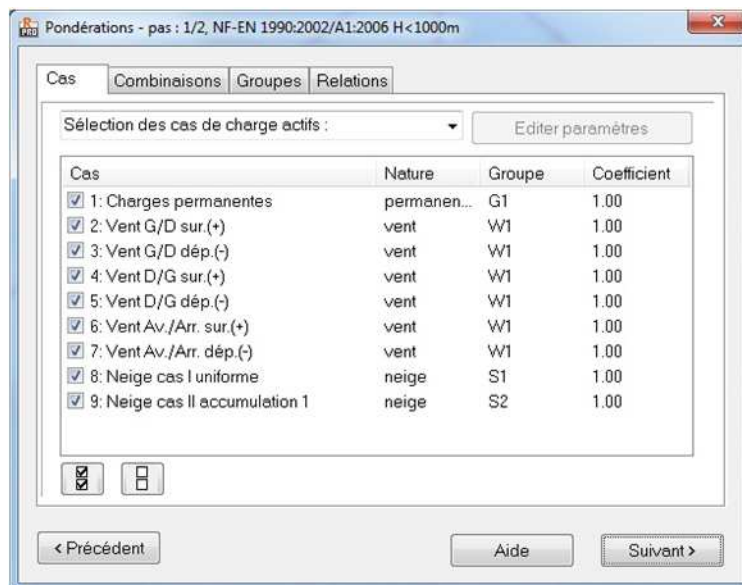 Pondérations - pas : 1/2, NF-EN 1990:2002/A1:2006 H<1000m
Cas Combinaisons Groupes Relations
Sélection des cas de charge actifs : Editer paramètres
Cas Nature Groupe Coefficient
1: Charges permanentes permanen... G1 1.00
2: Vent G/D sur.(+) vent W1 1.00
3: Vent G/D dép.(-) vent W1 1.00
4: Vent D/G sur.(+) vent W1 1.00
5: Vent D/G dép.(-) vent W1 1.00
6: Vent Av./Arr. sur.(+) vent W1 1.00
7: Vent Av./Arr. dép.(-) vent W1 1.00
8: Neige cas I uniforme neige S1 1.00
9: Neige cas II accumulation 1 neige S2 1.00
< Précédent Aide Suivant >